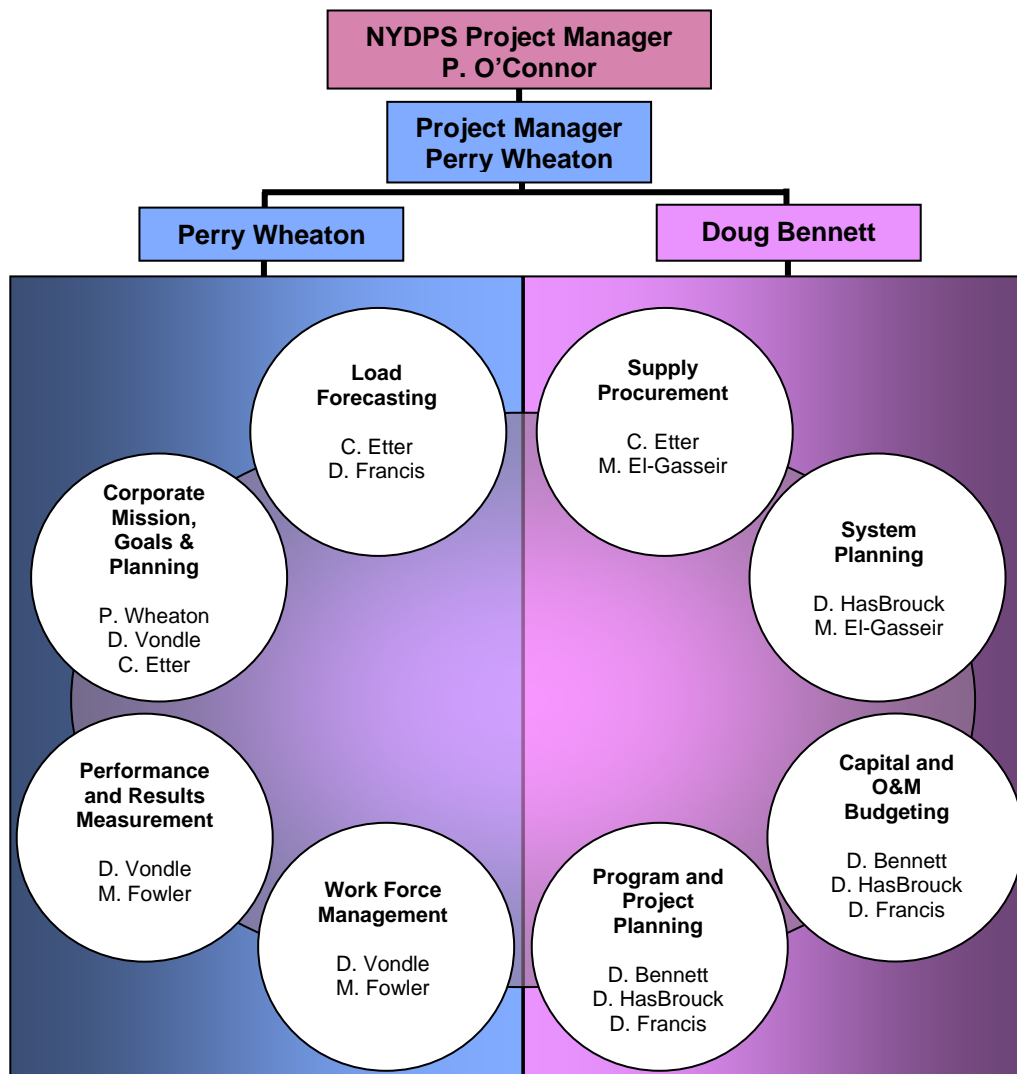 NYDPS Project Manager
P. O’Connor
Project Manager
Perry Wheaton
Perry Wheaton
Doug Bennett
Load
Forecasting
C. Etter
D. Francis
Supply
Procurement
C. Etter
M. El-Gasseir
Corporate
Mission,
Goals &
Planning
P. Wheaton
D. Vondle
C. Etter
System
Planning
D. HasBrouck
M. El-Gasseir
Performance
and Results
Measurement
D. Vondle
M. Fowler
Capital and
O&M
Budgeting
D. Bennett
D. HasBrouck
D. Francis
Work Force
Management
D. Vondle
M. Fowler
Program and
Project
Planning
D. Bennett
D. HasBrouck
D. Francis